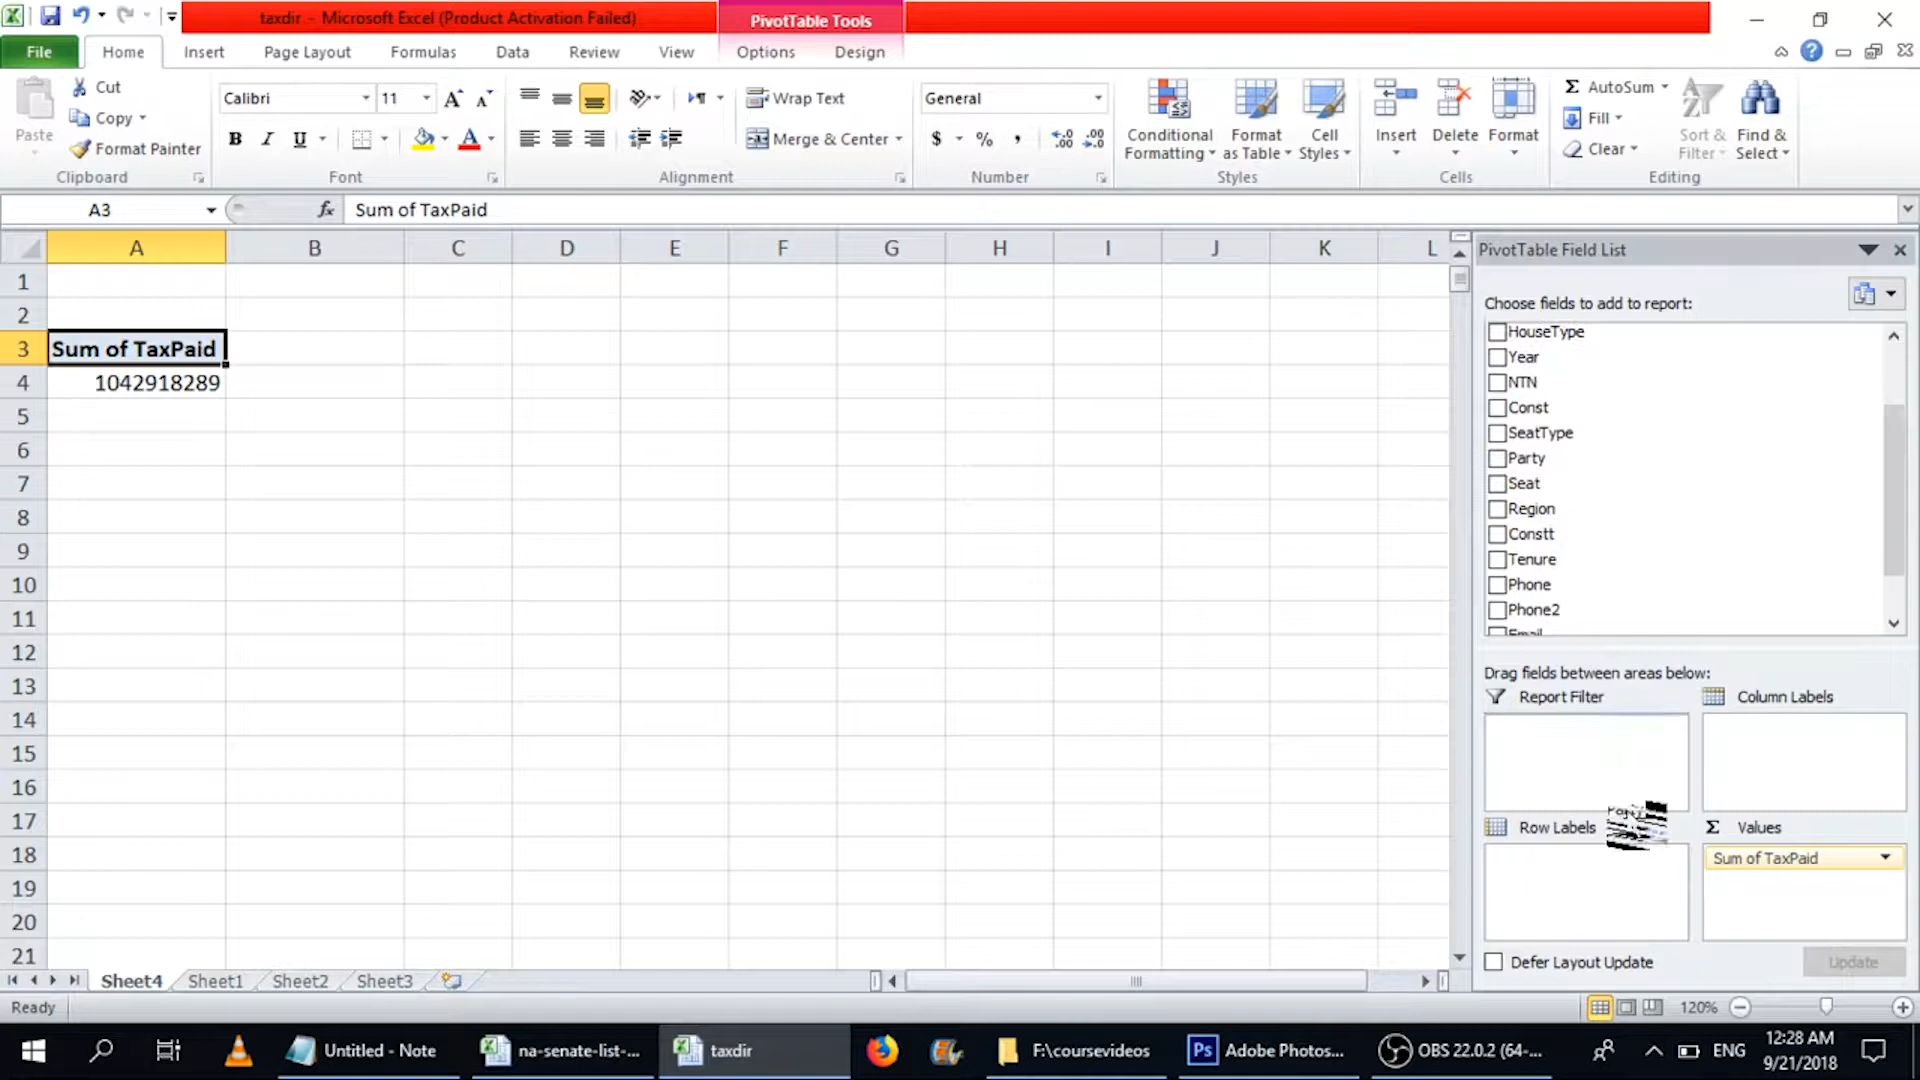 taxdir - Microsoft Excel (Product Activation Failed)
PivotTable Tools
File Home Insert Page Layout Formulas Data Review View Options Design
Paste
Cut
Copy
Format Painter
Clipboard
Calibri 11
B I U
Font
Wrap Text
Merge & Center
Alignment
General
$ % ,
Number
Conditional Formatting
Format as Table
Cell Styles
Styles
Insert Delete Format
Cells
AutoSum
Fill
Clear
Sort & Filter
Find & Select
Editing
A3 fx Sum of TaxPaid
A B C D E F G H I J K L
1
2
3 Sum of TaxPaid
4 1042918289
5
6
7
8
9
10
11
12
13
14
15
16
17
18
19
20
21
PivotTable Field List
Choose fields to add to report:
HouseType
Year
NTN
Const
SeatType
Party
Seat
Region
Constt
Tenure
Phone
Phone2
Email
Drag fields between areas below:
Report Filter Column Labels
Row Labels Σ Values
Sum of TaxPaid
Defer Layout Update Update
Sheet4 Sheet1 Sheet2 Sheet3
Ready 120%
Untitled - Note na-senate-list-... taxdir F:\coursevideos Ps Adobe Photos... OBS 22.0.2 (64-... ENG 12:28 AM
9/21/2018